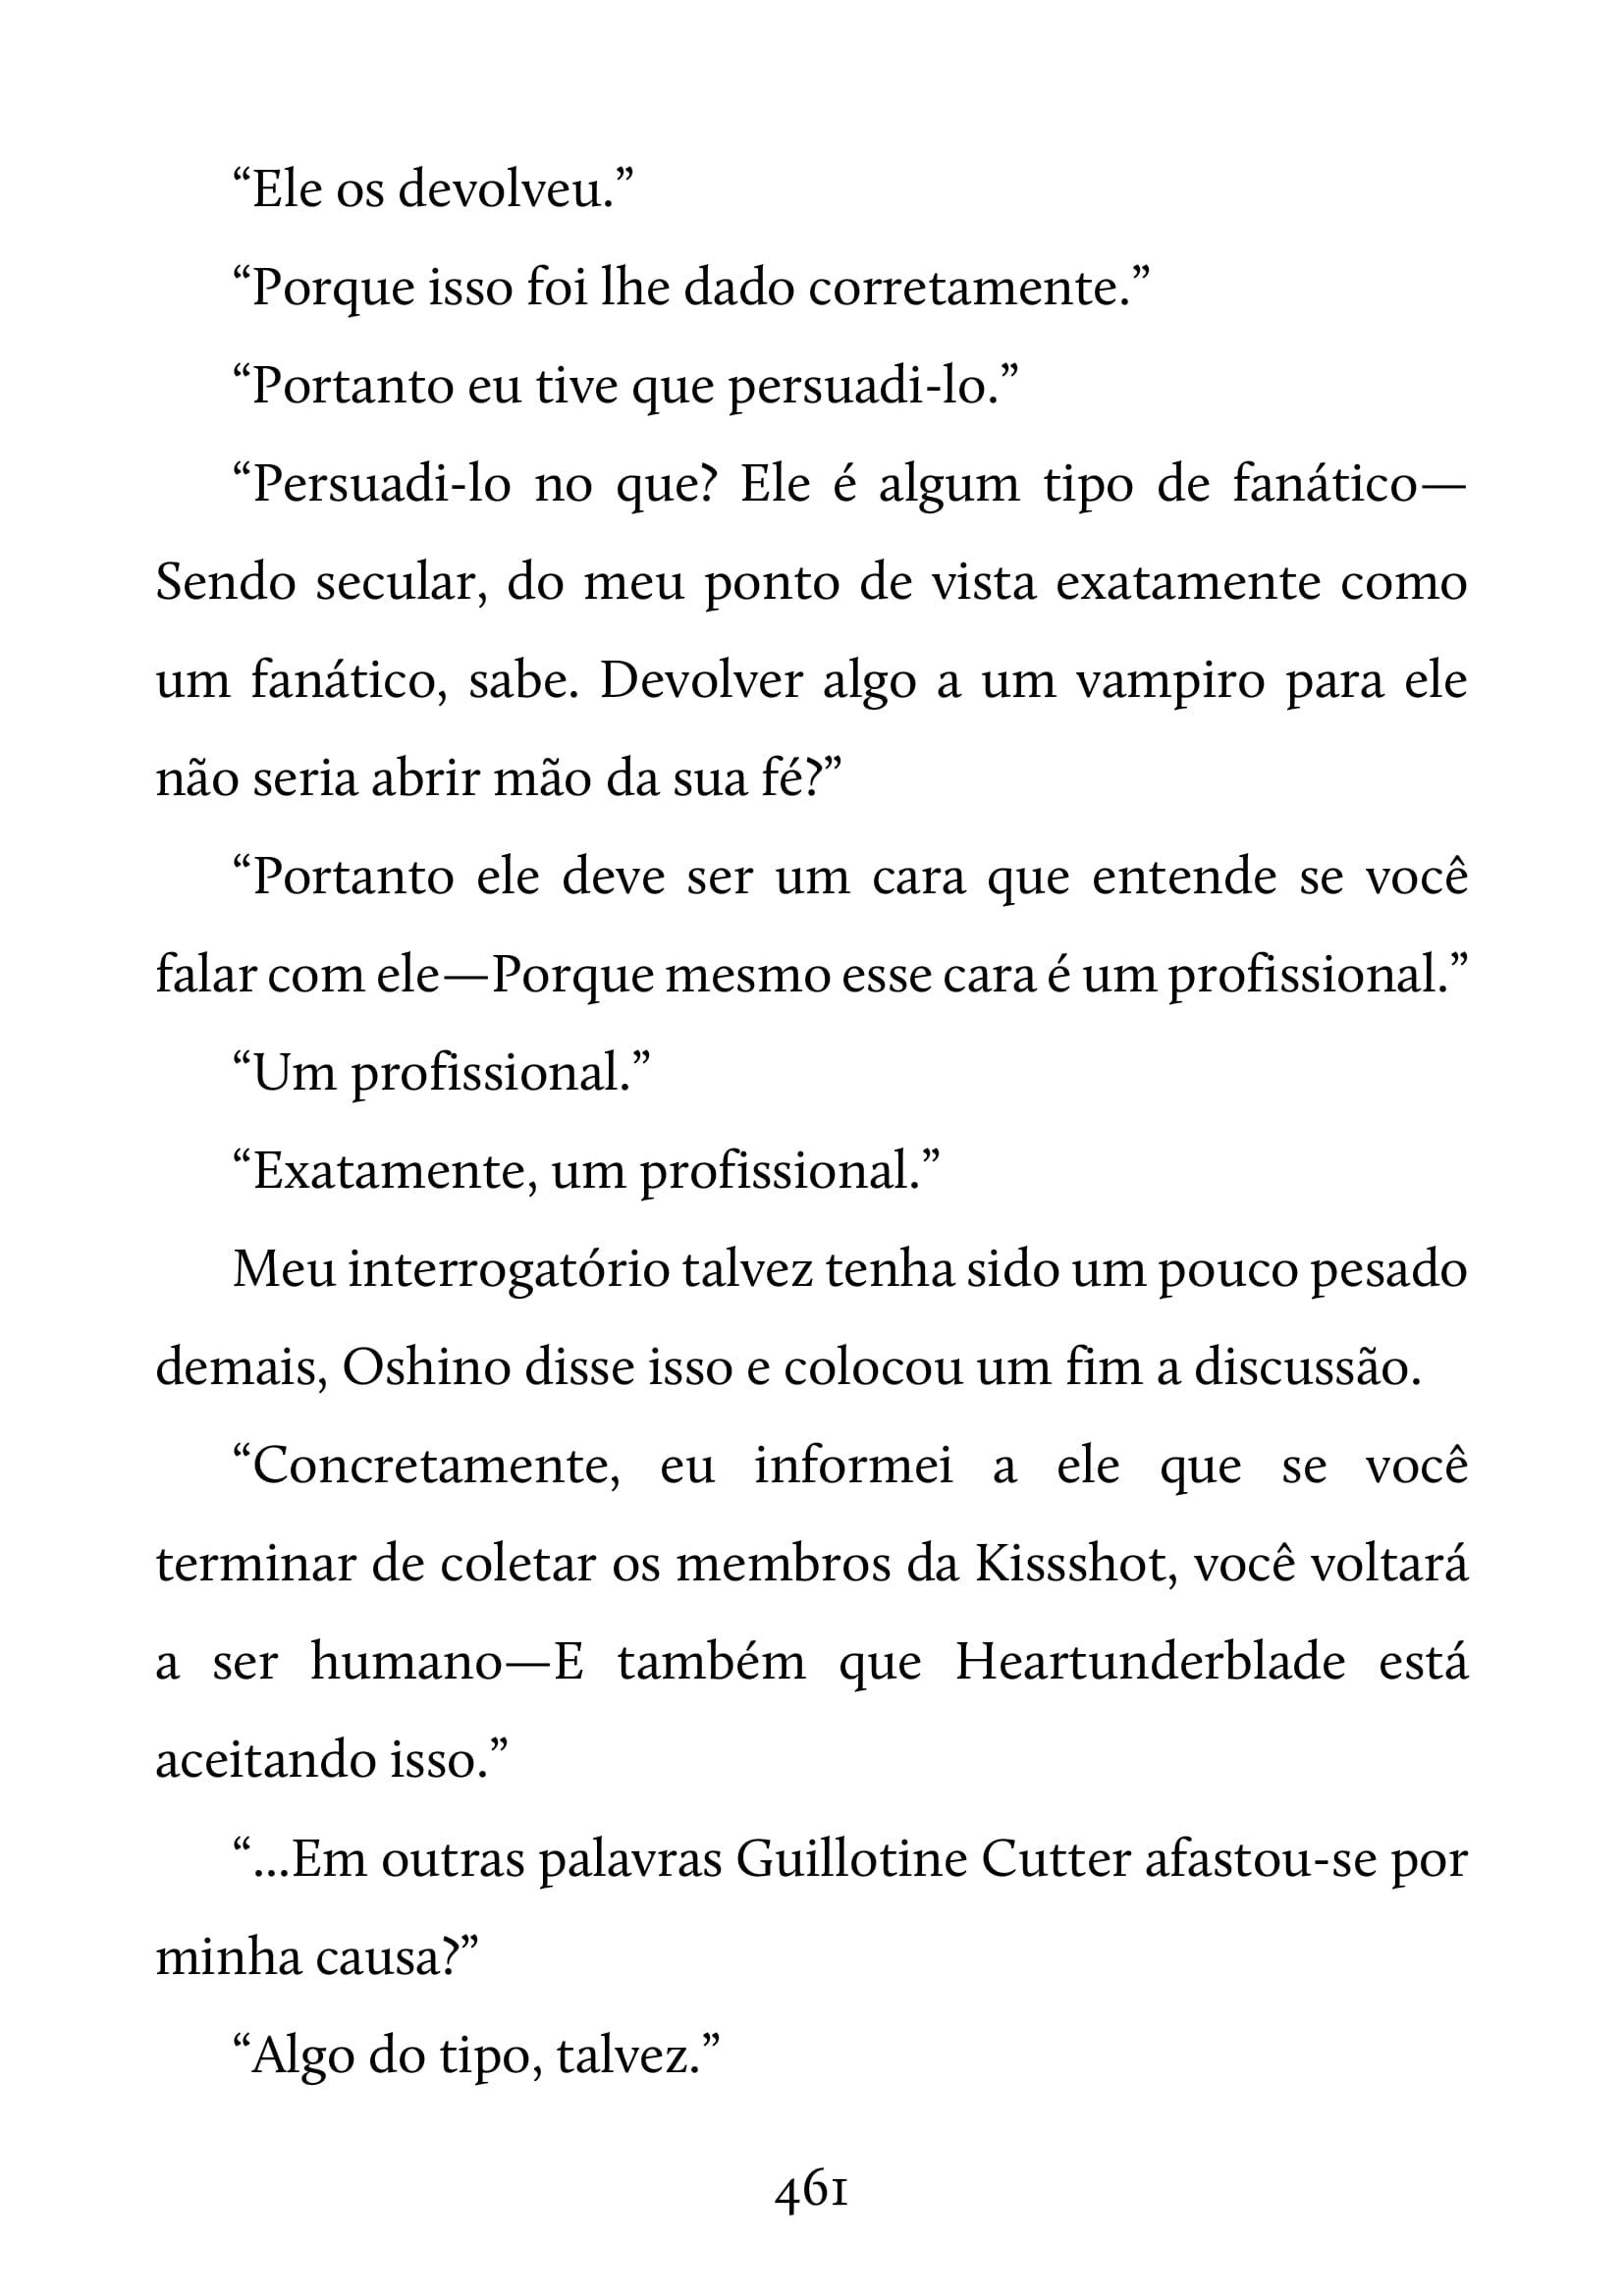 “Ele os devolveu.”
“Porque isso foi lhe dado corretamente.”
“Portanto eu tive que persuadi-lo.”
“Persuadi-lo no que? Ele é algum tipo de fanático—
Sendo secular, do meu ponto de vista exatamente como
um fanático, sabe. Devolver algo a um vampiro para ele
não seria abrir mão da sua fé?”
“Portanto ele deve ser um cara que entende se você
falar com ele—Porque mesmo esse cara é um profissional.”
“Um profissional.”
“Exatamente, um profissional.”
Meu interrogatório talvez tenha sido um pouco pesado
demais, Oshino disse isso e colocou um fim a discussão.
“Concretamente, eu informei a ele que se você
terminar de coletar os membros da Kissshot, você voltará
a ser humano—E também que Heartunderblade está
aceitando isso.”
“...Em outras palavras Guillotine Cutter afastou-se por
minha causa?”
“Algo do tipo, talvez.”
461